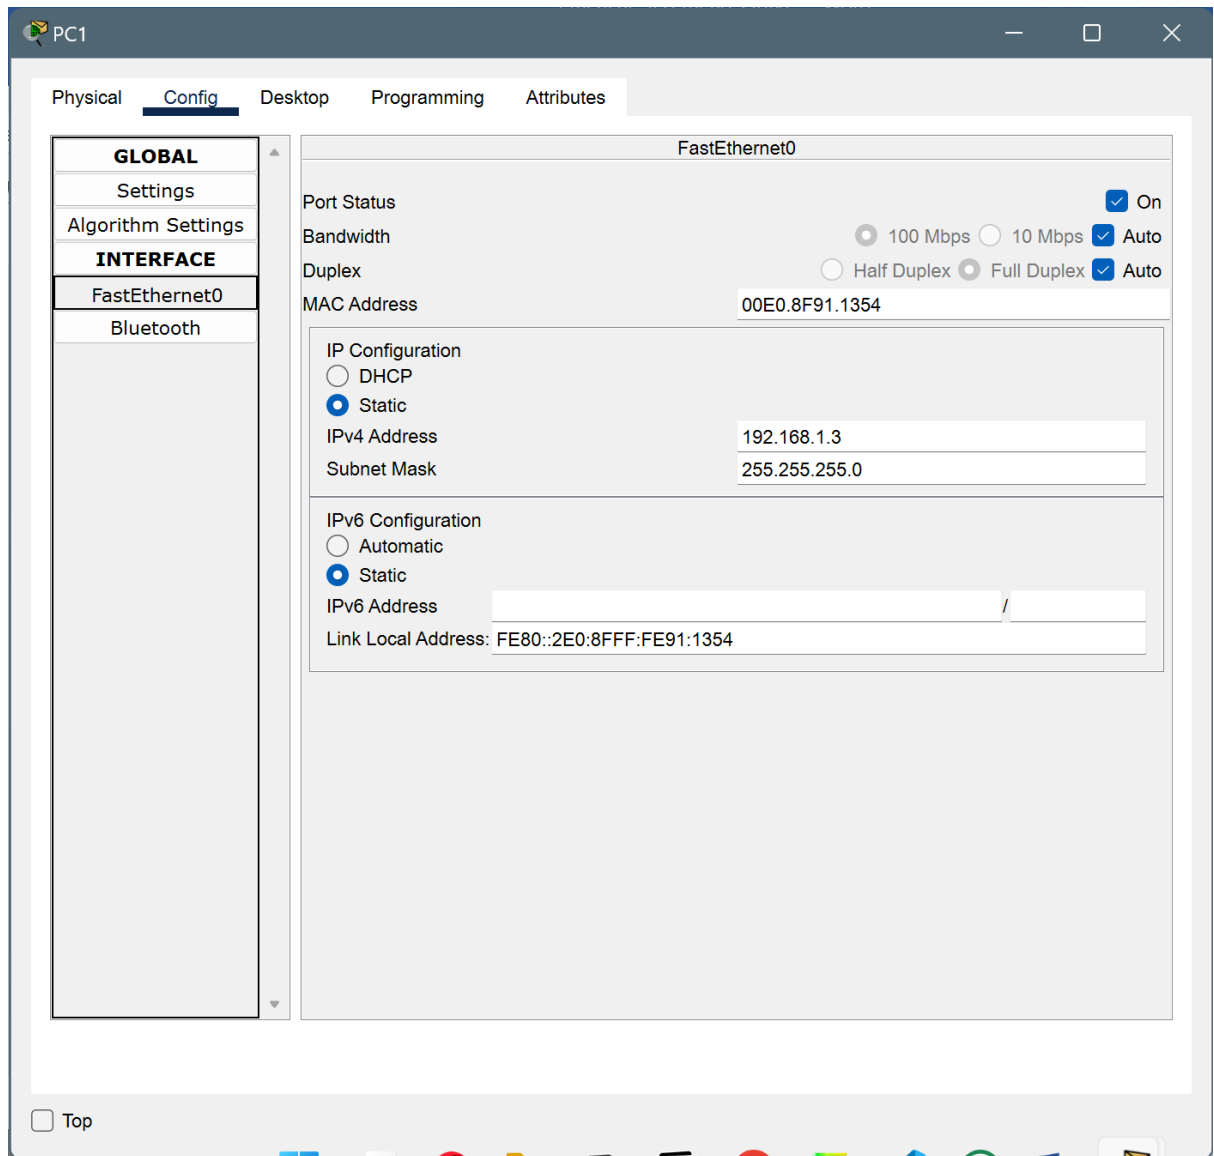 PC1
Physical Config Desktop Programming Attributes
GLOBAL
Settings
Algorithm Settings
INTERFACE
FastEthernet0
Bluetooth
FastEthernet0
Port Status On
Bandwidth 100 Mbps 10 Mbps Auto
Duplex Half Duplex Full Duplex Auto
MAC Address 00E0.8F91.1354
IP Configuration
DHCP
Static
IPv4 Address 192.168.1.3
Subnet Mask 255.255.255.0
IPv6 Configuration
Automatic
Static
IPv6 Address /
Link Local Address: FE80::2E0:8FFF:FE91:1354
Top